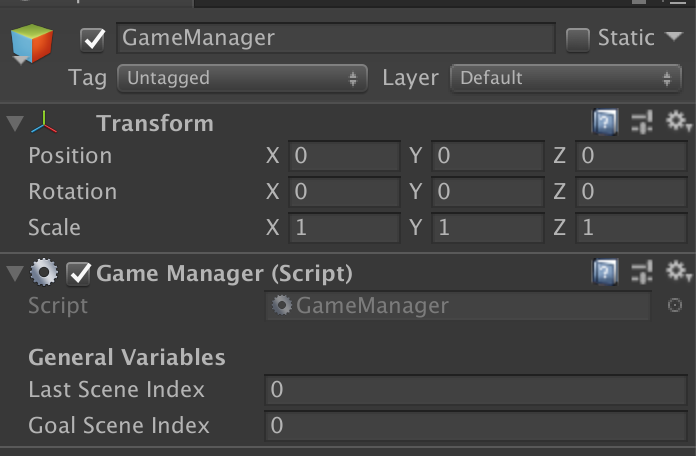 GameManager Static
Tag Untagged Layer Default
Transform
Position X 0 Y 0 Z 0
Rotation X 0 Y 0 Z 0
Scale X 1 Y 1 Z 1
Game Manager (Script)
Script GameManager
General Variables
Last Scene Index 0
Goal Scene Index 0